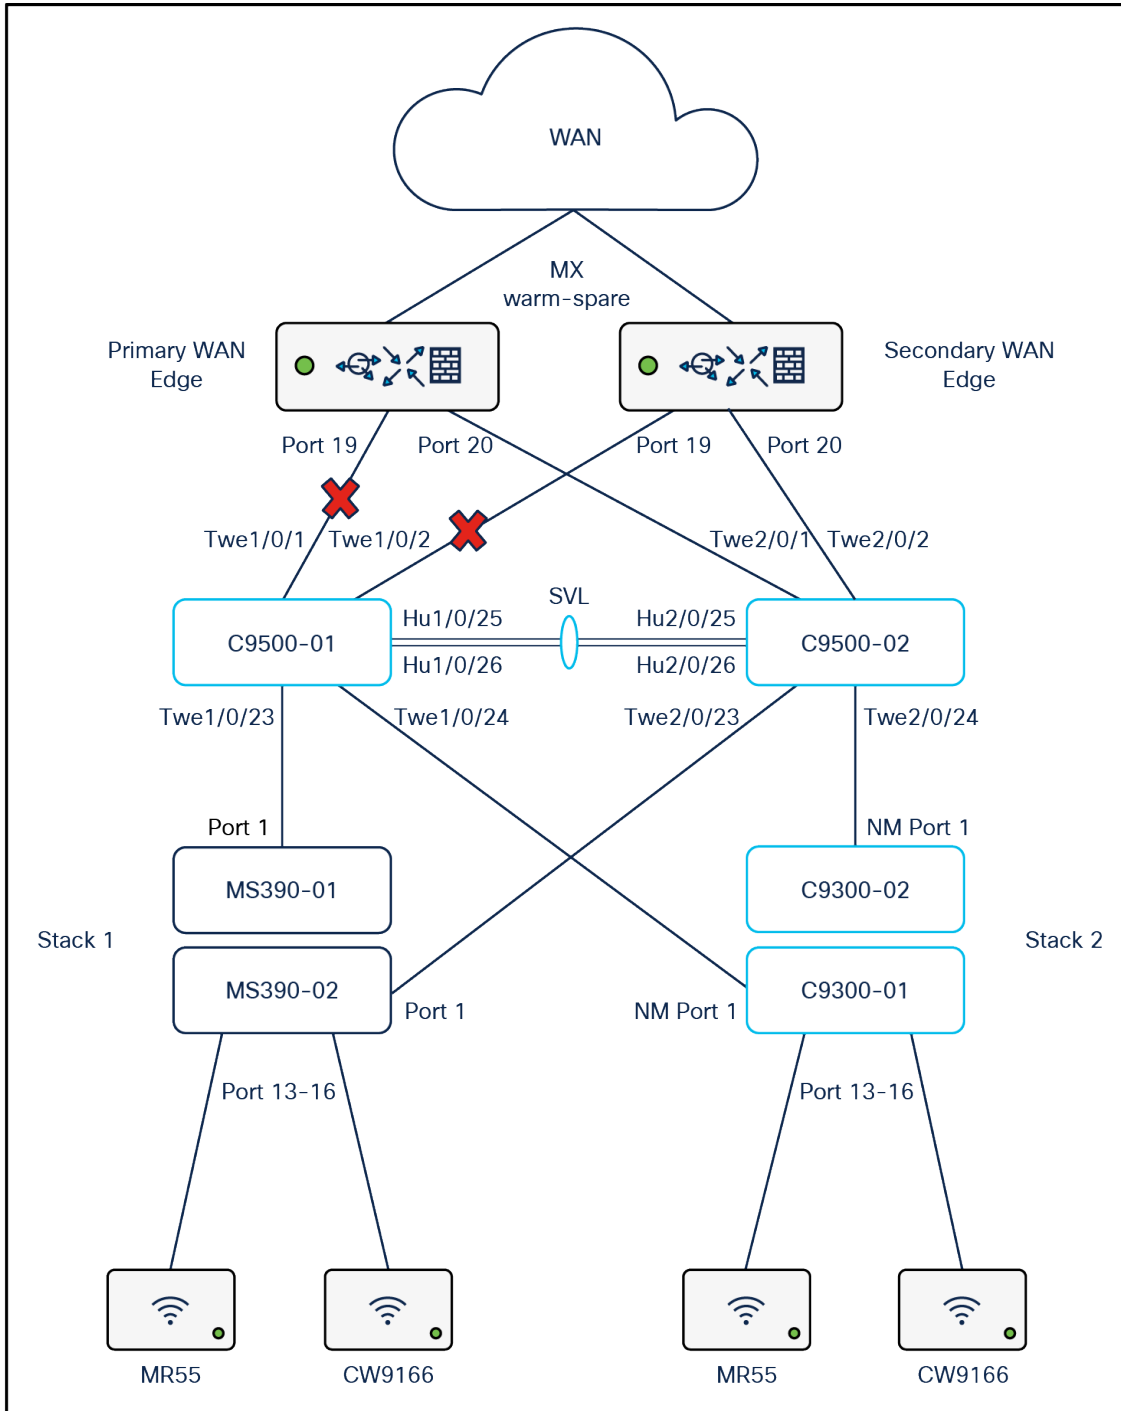 WAN
MX
warm-spare
Primary WAN
Edge
Secondary WAN
Edge
Port 19
Port 20
Port 19
Port 20
Twe1/0/1
Twe1/0/2
Twe2/0/1
Twe2/0/2
SVL
C9500-01
Hu1/0/25
Hu2/0/25
Hu1/0/26
Hu2/0/26
C9500-02
Twe1/0/23
Twe1/0/24
Twe2/0/23
Twe2/0/24
Port 1
NM Port 1
MS390-01
C9300-02
Stack 1
Stack 2
MS390-02
C9300-01
Port 1
NM Port 1
Port 13-16
Port 13-16
MR55
CW9166
MR55
CW9166